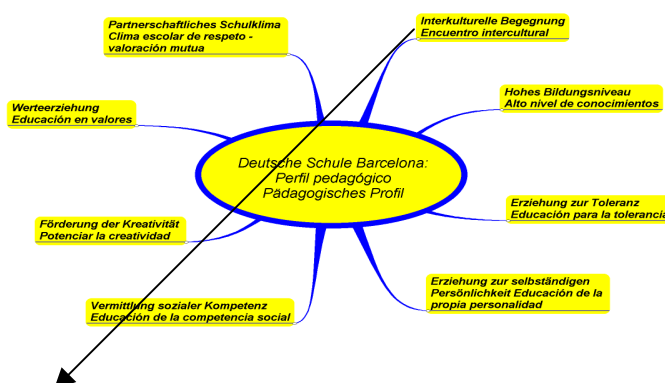 Partnerschaftliches Schulklima
Clima escolar de respeto -
valoración mutua
Interkulturelle Begegnung
Encuentro intercultural
Werteerziehung
Educación en valores
Hohes Bildungsniveau
Alto nivel de conocimientos
Deutsche Schule Barcelona:
Perfil pedagógico
Pädagogisches Profil
Förderung der Kreativität
Potenciar la creatividad
Erziehung zur Toleranz
Educación para la tolerancia
Vermittlung sozialer Kompetenz
Educación de la competencia social
Erziehung zur selbständigen
Persönlichkeit Educación de la
propia personalidad